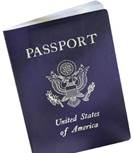 PASSPORT
United States
of America